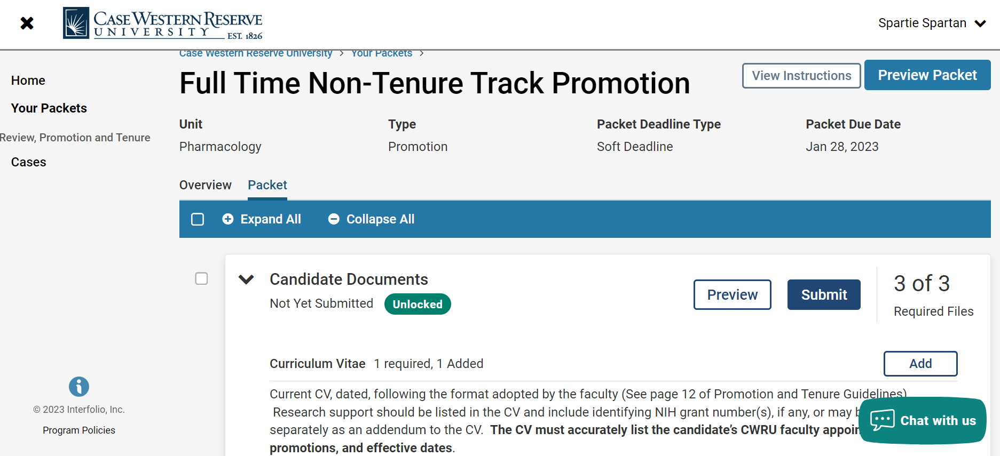 CASE WESTERN RESERVE
UNIVERSITY
EST. 1826
Spartie Spartan
Case Western Reserve University > Your Packets >
Home
Your Packets
Review, Promotion and Tenure
Cases
Full Time Non-Tenure Track Promotion
View Instructions
Preview Packet
Unit Type Packet Deadline Type Packet Due Date
Pharmacology Promotion Soft Deadline Jan 28, 2023
Overview Packet
Expand All Collapse All
Candidate Documents
Not Yet Submitted Unlocked
Preview Submit
3 of 3
Required Files
Curriculum Vitae 1 required, 1 Added
Add
Current CV, dated, following the format adopted by the faculty (See page 12 of Promotion and Tenure Guidelines)
Research support should be listed in the CV and include identifying NIH grant number(s), if any, or may
separately as an addendum to the CV. The CV must accurately list the candidate’s CWRU faculty
promotions, and effective dates.
Chat with us
© 2023 Interfolio, Inc.
Program Policies